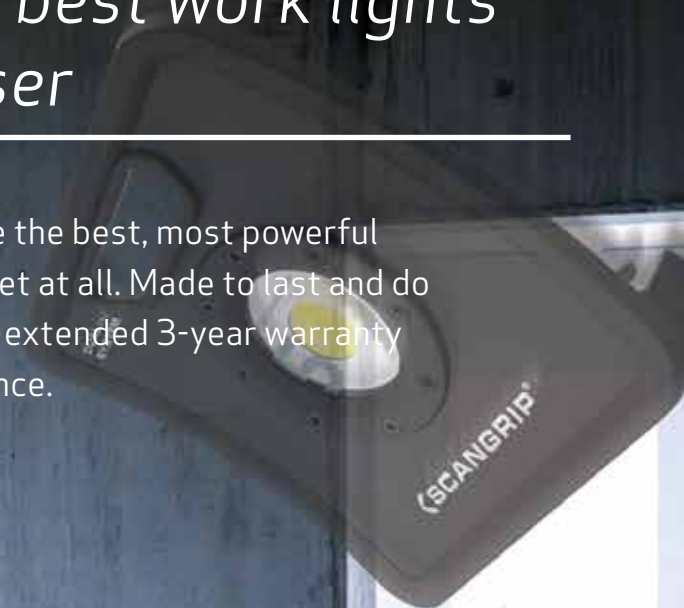 best work lights
ser
e the best, most powerful
et at all. Made to last and do
extended 3-year warranty
nce.
SCANGRIP®